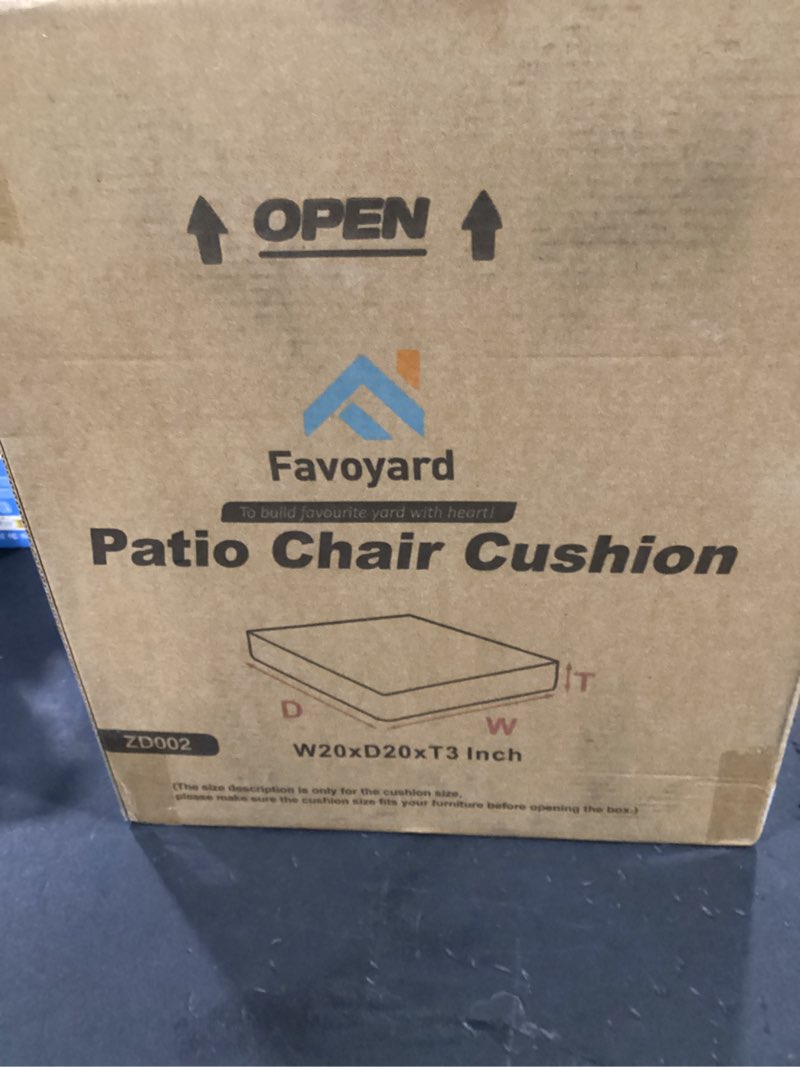 OPEN
Favoyard
To build favourite yard with heart!
Patio Chair Cushion
T
D
W
ZD002
W20xD20xT3 Inch
(The size description is only for the cushion size,
please make sure the cushion size fits your furniture before opening the box.)